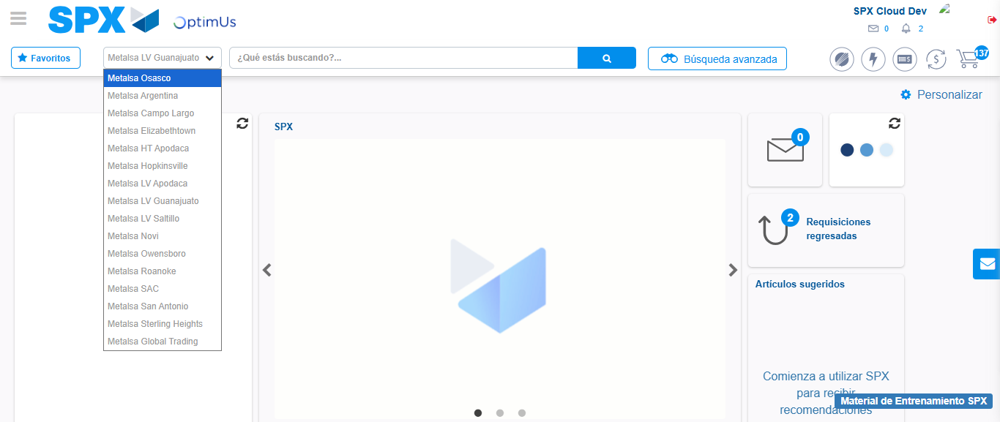 SPX
OptimUs
SPX Cloud Dev
0
2
Favoritos
Metalsa LV Guanajuato
¿Qué estás buscando?...
Búsqueda avanzada
137
Metalsa Osasco
Metalsa Argentina
Metalsa Campo Largo
Metalsa Elizabethtown
Metalsa HT Apodaca
Metalsa Hopkinsville
Metalsa LV Apodaca
Metalsa LV Guanajuato
Metalsa LV Saltillo
Metalsa Novi
Metalsa Owensboro
Metalsa Roanoke
Metalsa SAC
Metalsa San Antonio
Metalsa Sterling Heights
Metalsa Global Trading
Personalizar
SPX
0
2
Requisiciones
regresadas
Artículos sugeridos
Comienza a utilizar SPX
para recibir
recomendaciones
Material de Entrenamiento SPX